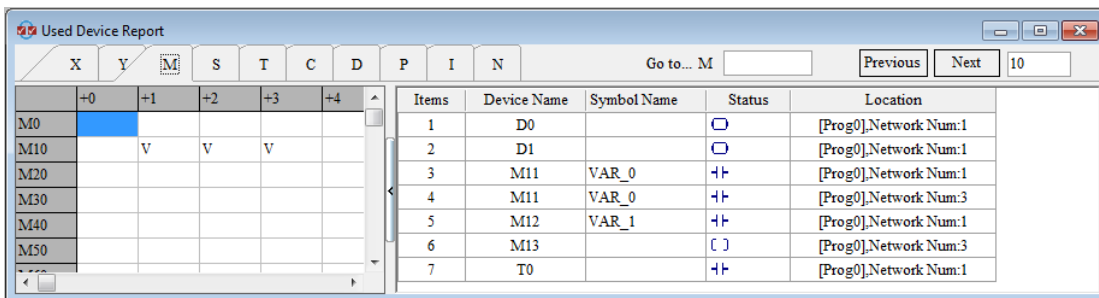 Used Device Report
X Y M S T C D P I N Go to... M Previous Next 10
+0 +1 +2 +3 +4
M0
M10 V V V
M20
M30
M40
M50
Items Device Name Symbol Name Status Location
1 D0 [Prog0],Network Num:1
2 D1 [Prog0],Network Num:1
3 M11 VAR_0 [Prog0],Network Num:1
4 M11 VAR_0 [Prog0],Network Num:3
5 M12 VAR_1 [Prog0],Network Num:1
6 M13 [Prog0],Network Num:3
7 T0 [Prog0],Network Num:1